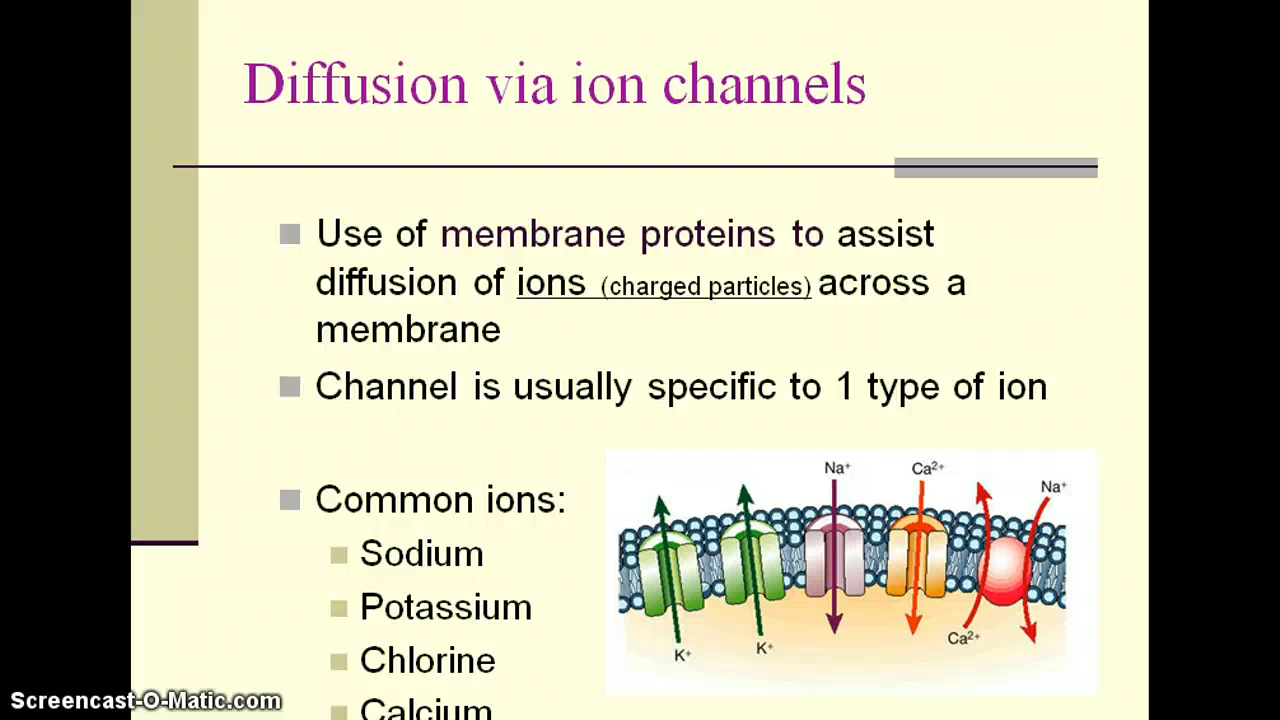 Diffusion via ion channels
Use of membrane proteins to assist
diffusion of ions (charged particles) across a
membrane
Channel is usually specific to 1 type of ion
Common ions:
Sodium
Potassium
Chlorine
Calcium
Na⁺
Ca²⁺
Na⁺
K⁺
K⁺
Ca²⁺
Screencast-O-Matic.com